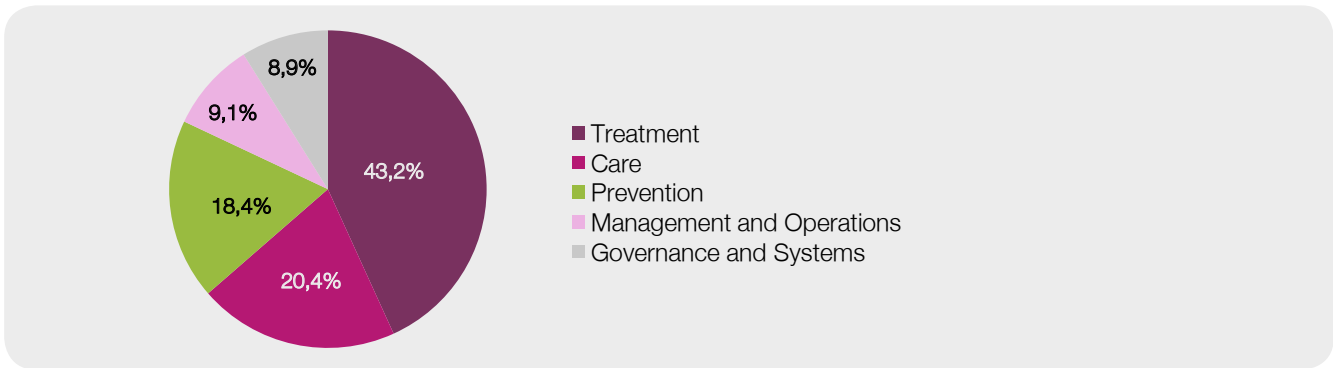 8,9%
9,1%
43,2%
18,4%
20,4%
Treatment
Care
Prevention
Management and Operations
Governance and Systems